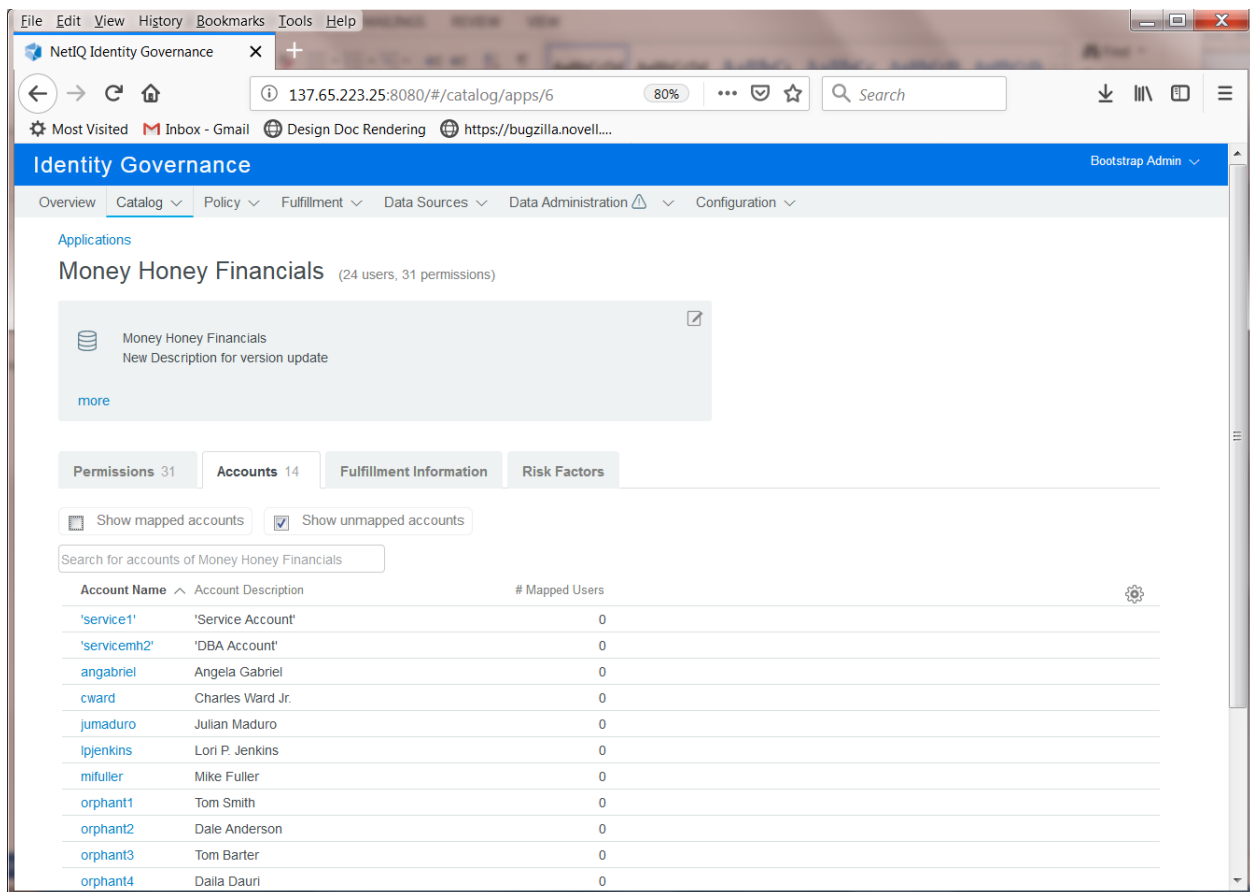 File Edit View History Bookmarks Tools Help
NetIQ Identity Governance
137.65.223.25:8080/#/catalog/apps/6 80% Search
Most Visited Inbox - Gmail Design Doc Rendering https://bugzilla.novell....
Identity Governance Bootstrap Admin
Overview Catalog Policy Fulfillment Data Sources Data Administration Configuration
Applications
Money Honey Financials (24 users, 31 permissions)
Money Honey Financials
New Description for version update
more
Permissions 31 Accounts 14 Fulfillment Information Risk Factors
Show mapped accounts Show unmapped accounts
Search for accounts of Money Honey Financials
Account Name Account Description # Mapped Users
'service1' 'Service Account' 0
'servicemh2' 'DBA Account' 0
angabriel Angela Gabriel 0
cward Charles Ward Jr. 0
jumaduro Julian Maduro 0
lpjenkins Lori P. Jenkins 0
mifuller Mike Fuller 0
orphant1 Tom Smith 0
orphant2 Dale Anderson 0
orphant3 Tom Barter 0
orphant4 Daila Dauri 0